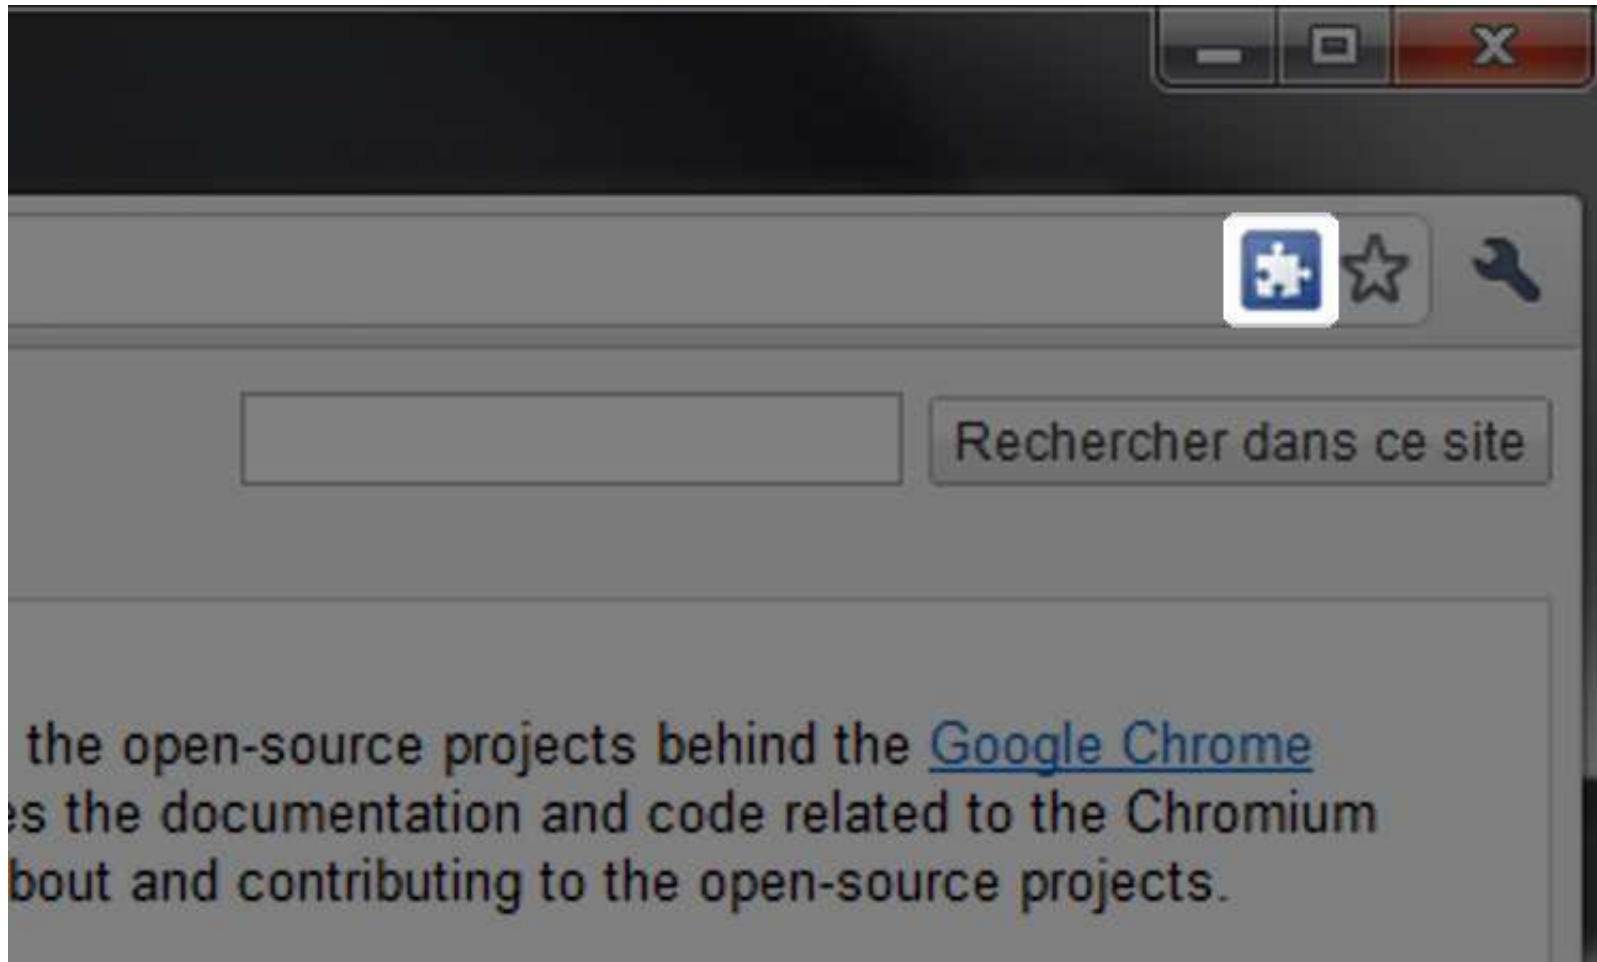 Rechercher dans ce site
the open-source projects behind the Google Chrome
es the documentation and code related to the Chromium
bout and contributing to the open-source projects.